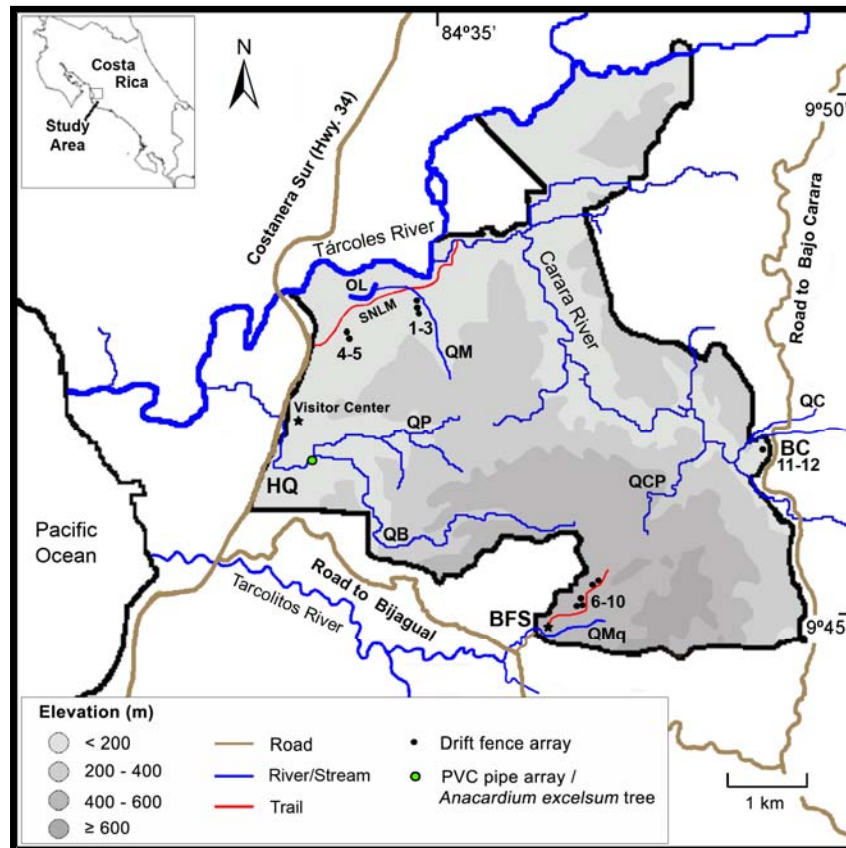 84º35'
N
Costa
Rica
Study
Area
9º50'
Costanera Sur (Hwy. 34)
Tárcoles River
Road to Bajo Carara
OL
SNLM
Carara River
1-3
4-5
QM
Visitor Center
QP
QC
BC
11-12
HQ
QCP
QB
Pacific
Ocean
Road to Bijagual
Tarcolitos River
6-10
BFS
QMq
9º45'
Elevation (m)
< 200
200 - 400
400 - 600
≥ 600
Road
River/Stream
Trail
Drift fence array
PVC pipe array /
Anacardium excelsum tree
1 km